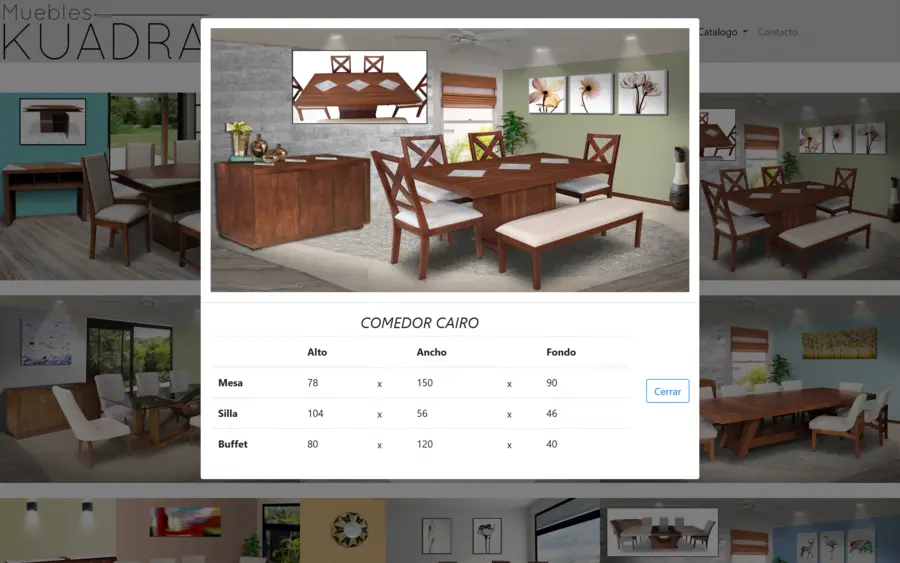 Muebles
KUADRA
Catalogo
Contacto
COMEDOR CAIRO
Alto Ancho Fondo
Mesa 78 x 150 x 90
Silla 104 x 56 x 46
Buffet 80 x 120 x 40
Cerrar